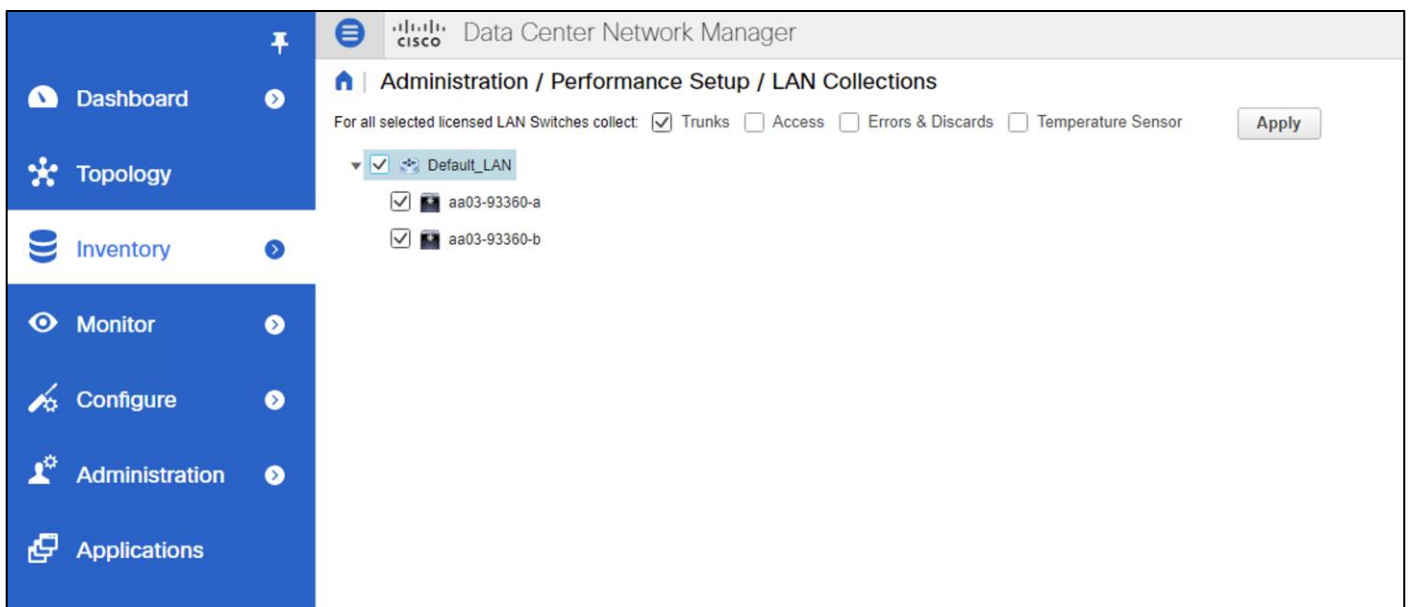 cisco Data Center Network Manager
Administration / Performance Setup / LAN Collections
For all selected licensed LAN Switches collect: Trunks Access Errors & Discards Temperature Sensor Apply
Default_LAN
aa03-93360-a
aa03-93360-b
Dashboard
Topology
Inventory
Monitor
Configure
Administration
Applications